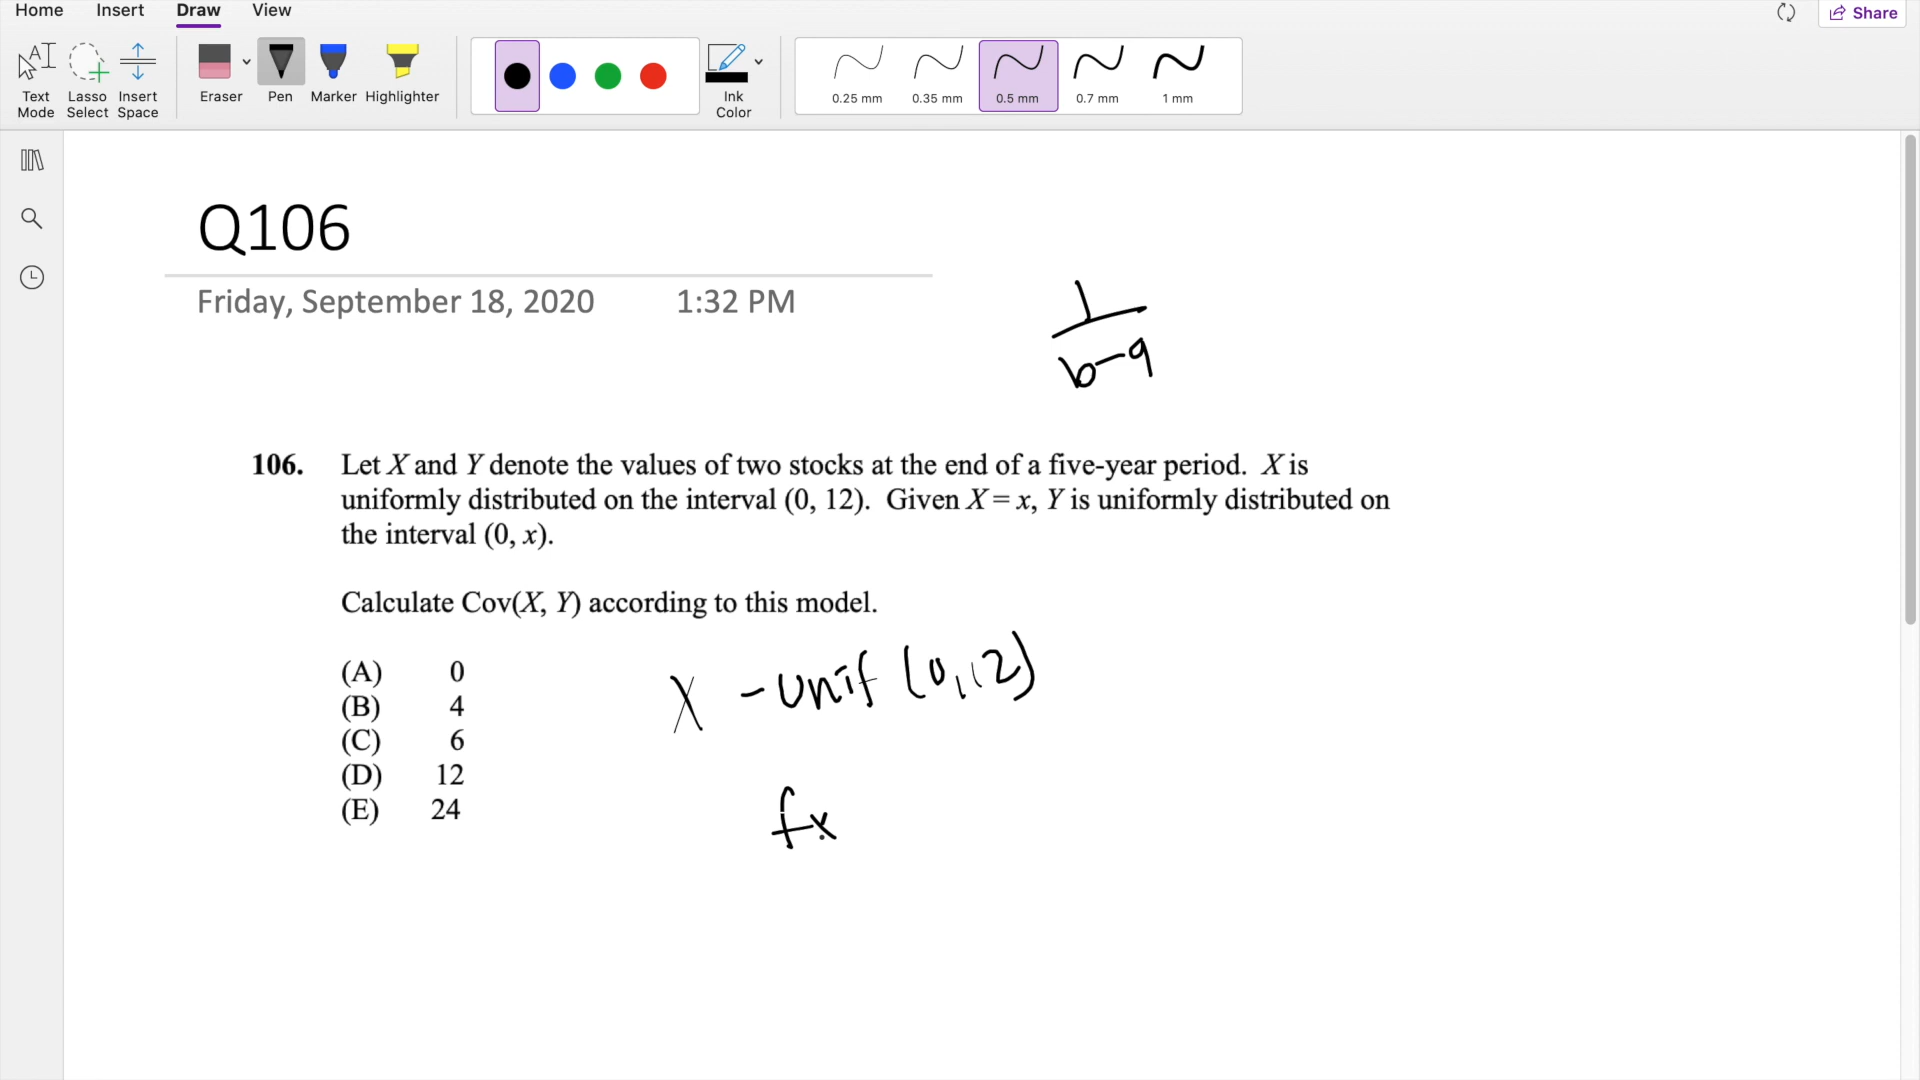 Home Insert Draw View
Share
Text Mode
Lasso Select
Insert Space
Eraser
Pen
Marker
Highlighter
Ink Color
0.25 mm
0.35 mm
0.5 mm
0.7 mm
1 mm
Q106
Friday, September 18, 2020 1:32 PM
1
b-a
106. Let X and Y denote the values of two stocks at the end of a five-year period. X is
uniformly distributed on the interval (0, 12). Given X = x, Y is uniformly distributed on
the interval (0, x).
Calculate Cov(X, Y) according to this model.
(A) 0
(B) 4
(C) 6
(D) 12
(E) 24
X - unif (0,12)
fx